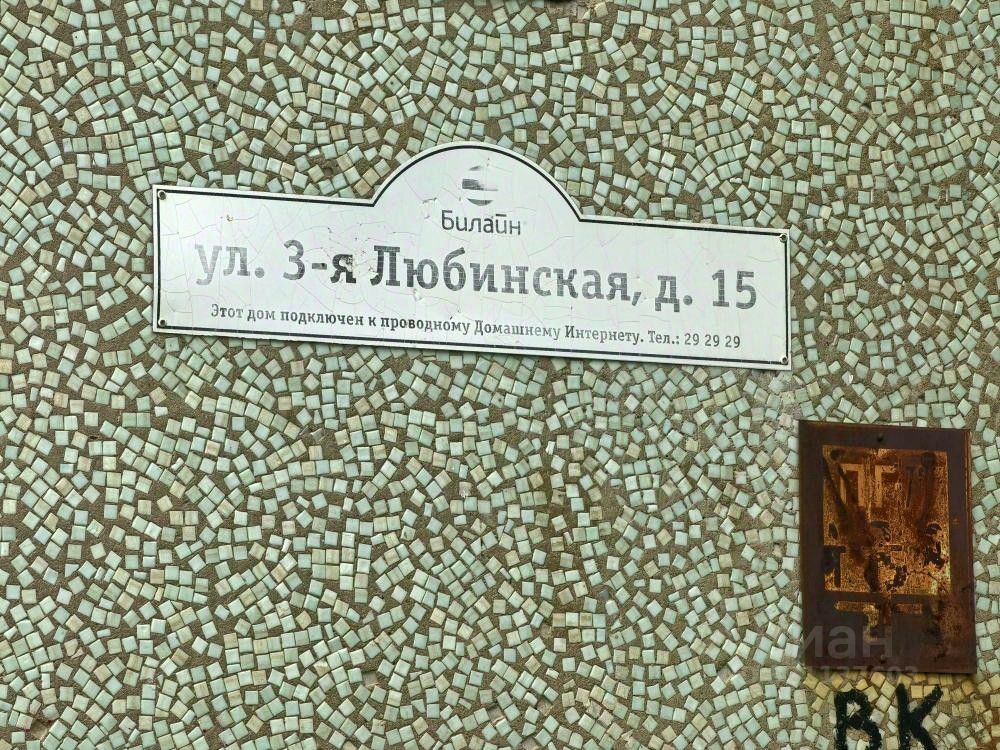 Билайн
ул. 3-я Любинская, д. 15
Этот дом подключен к проводному Домашнему Интернету. Тел.: 29 29 29
ВК